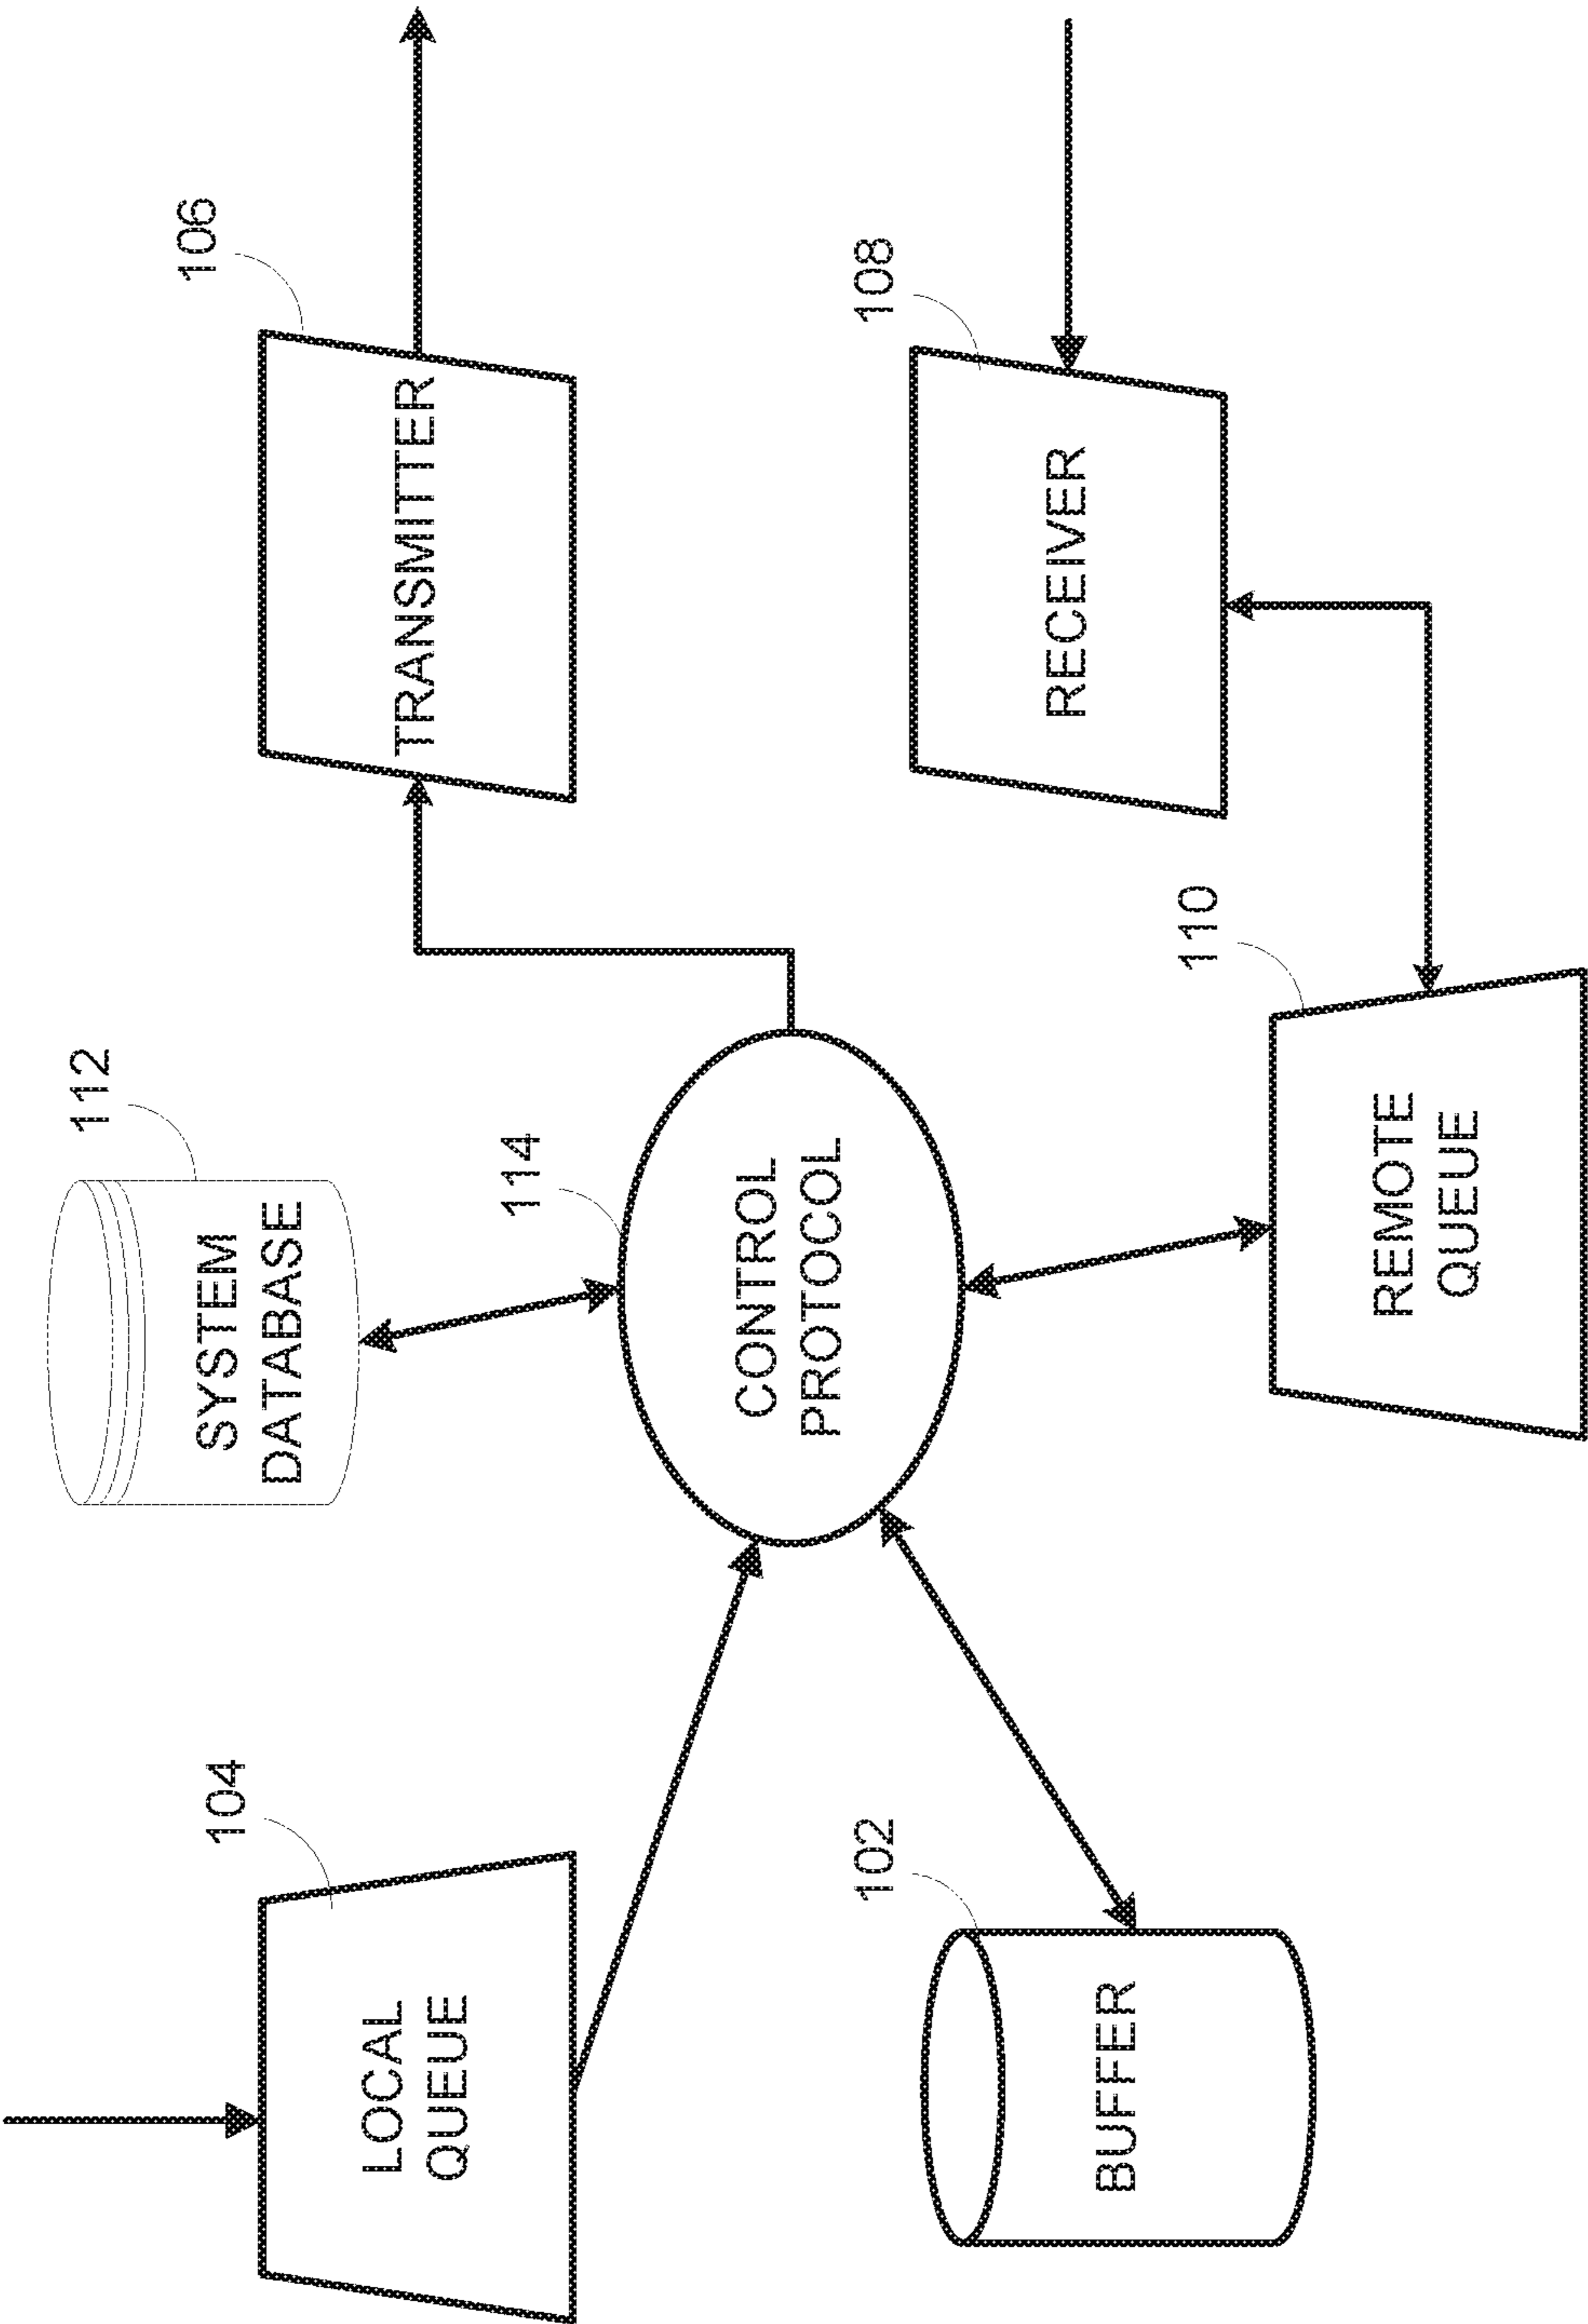 112
106
104
SYSTEM
DATABASE
LOCAL
QUEUE
TRANSMITTER
114
CONTROL
PROTOCOL
102
108
BUFFER
RECEIVER
110
REMOTE
QUEUE